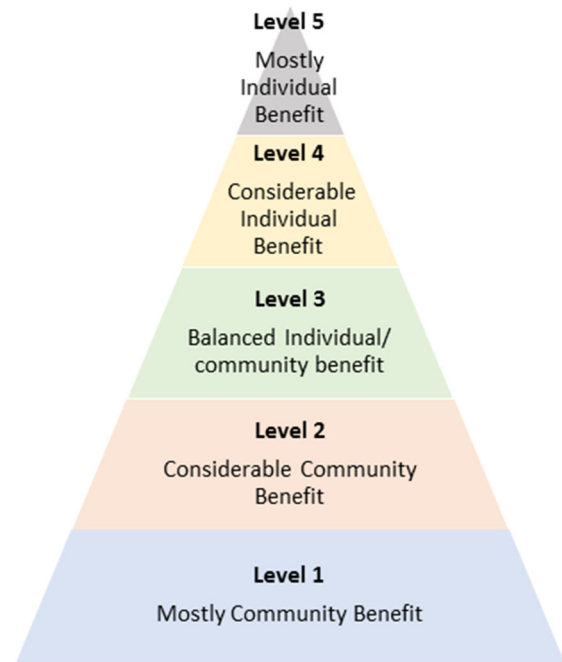 Level 5
Mostly
Individual
Benefit
Level 4
Considerable
Individual
Benefit
Level 3
Balanced Individual/
community benefit
Level 2
Considerable Community
Benefit
Level 1
Mostly Community Benefit